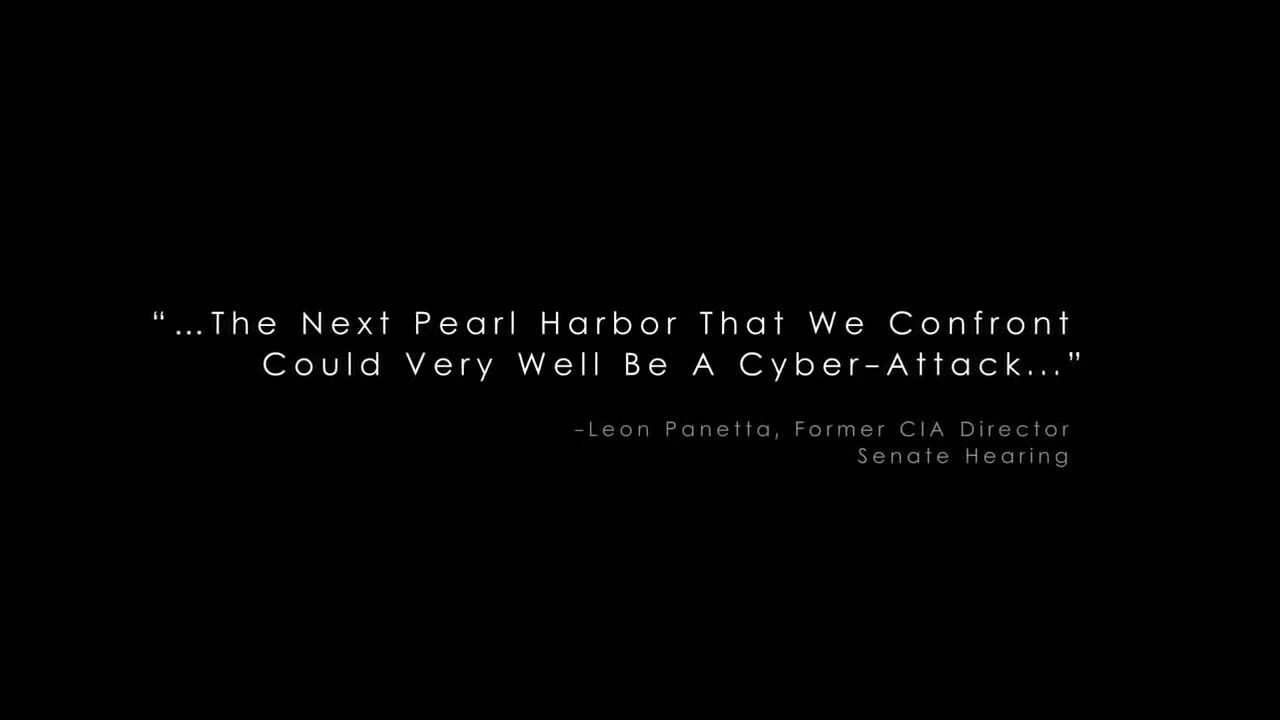 “...The Next Pearl Harbor That We Confront
Could Very Well Be A Cyber–Attack...”
–Leon Panetta, Former CIA Director
Senate Hearing